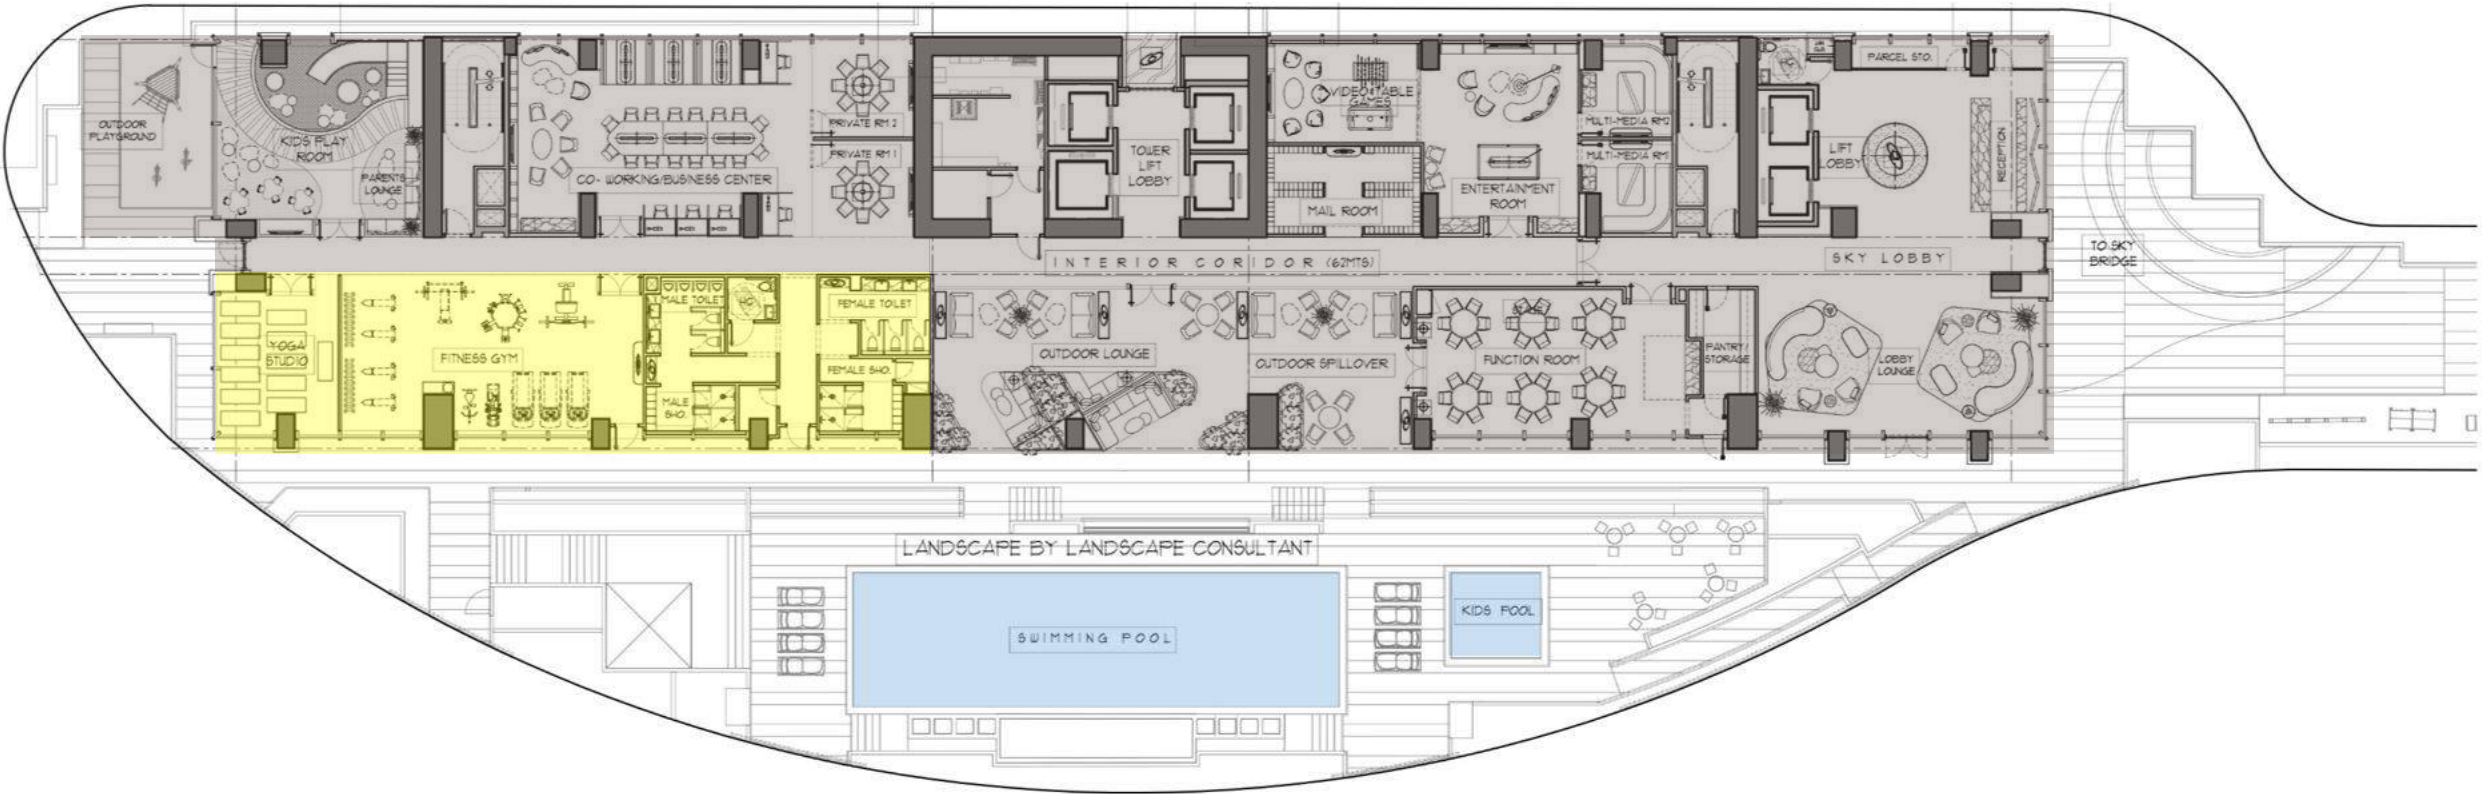 OUTDOOR
PLAYGROUND
KIDS PLAY
ROOM
PARENTS
LOUNGE
CO- WORKING/BUSINESS CENTER
PRIVATE RM 2
PRIVATE RM 1
TOWER
LIFT
LOBBY
VIDEO/TABLE
GAMES
MAIL ROOM
ENTERTAINMENT
ROOM
MULTI-MEDIA RM2
MULTI-MEDIA RM1
LIFT
LOBBY
PARCEL STO.
RECEPTION
INTERIOR CORIDOR (62MTS)
SKY LOBBY
TO SKY
BRIDGE
YOGA
STUDIO
FITNESS GYM
MALE TOILET
HC
MALE
SHO.
FEMALE TOILET
FEMALE SHO.
OUTDOOR LOUNGE
OUTDOOR SPILLOVER
FUNCTION ROOM
PANTRY/
STORAGE
LOBBY
LOUNGE
LANDSCAPE BY LANDSCAPE CONSULTANT
SWIMMING POOL
KIDS POOL